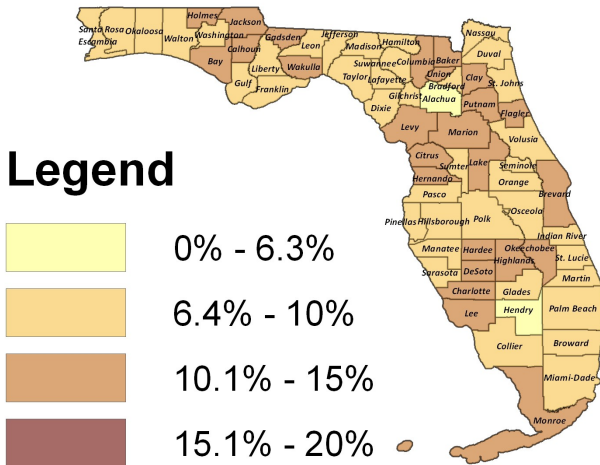 Holmes
Jackson
Santa Rosa Okaloosa Walton Washington
Escambia
Calhoun
Gadsden
Leon
Jefferson
Madison
Hamilton
Nassau
Duval
Bay
Liberty
Wakulla
Taylor
Suwannee
Lafayette
Columbia
Baker
Union
Bradford
Clay
St. Johns
Gulf
Franklin
Dixie
Gilchrist
Alachua
Putnam
Flagler
Levy
Marion
Volusia
Citrus
Sumter
Lake
Seminole
Hernando
Orange
Brevard
Pasco
Osceola
Pinellas
Hillsborough
Polk
Indian River
Manatee
Hardee
Okeechobee
Highlands
St. Lucie
Sarasota
DeSoto
Martin
Charlotte
Glades
Lee
Hendry
Palm Beach
Collier
Broward
Miami-Dade
Monroe
Legend
0% - 6.3%
6.4% - 10%
10.1% - 15%
15.1% - 20%